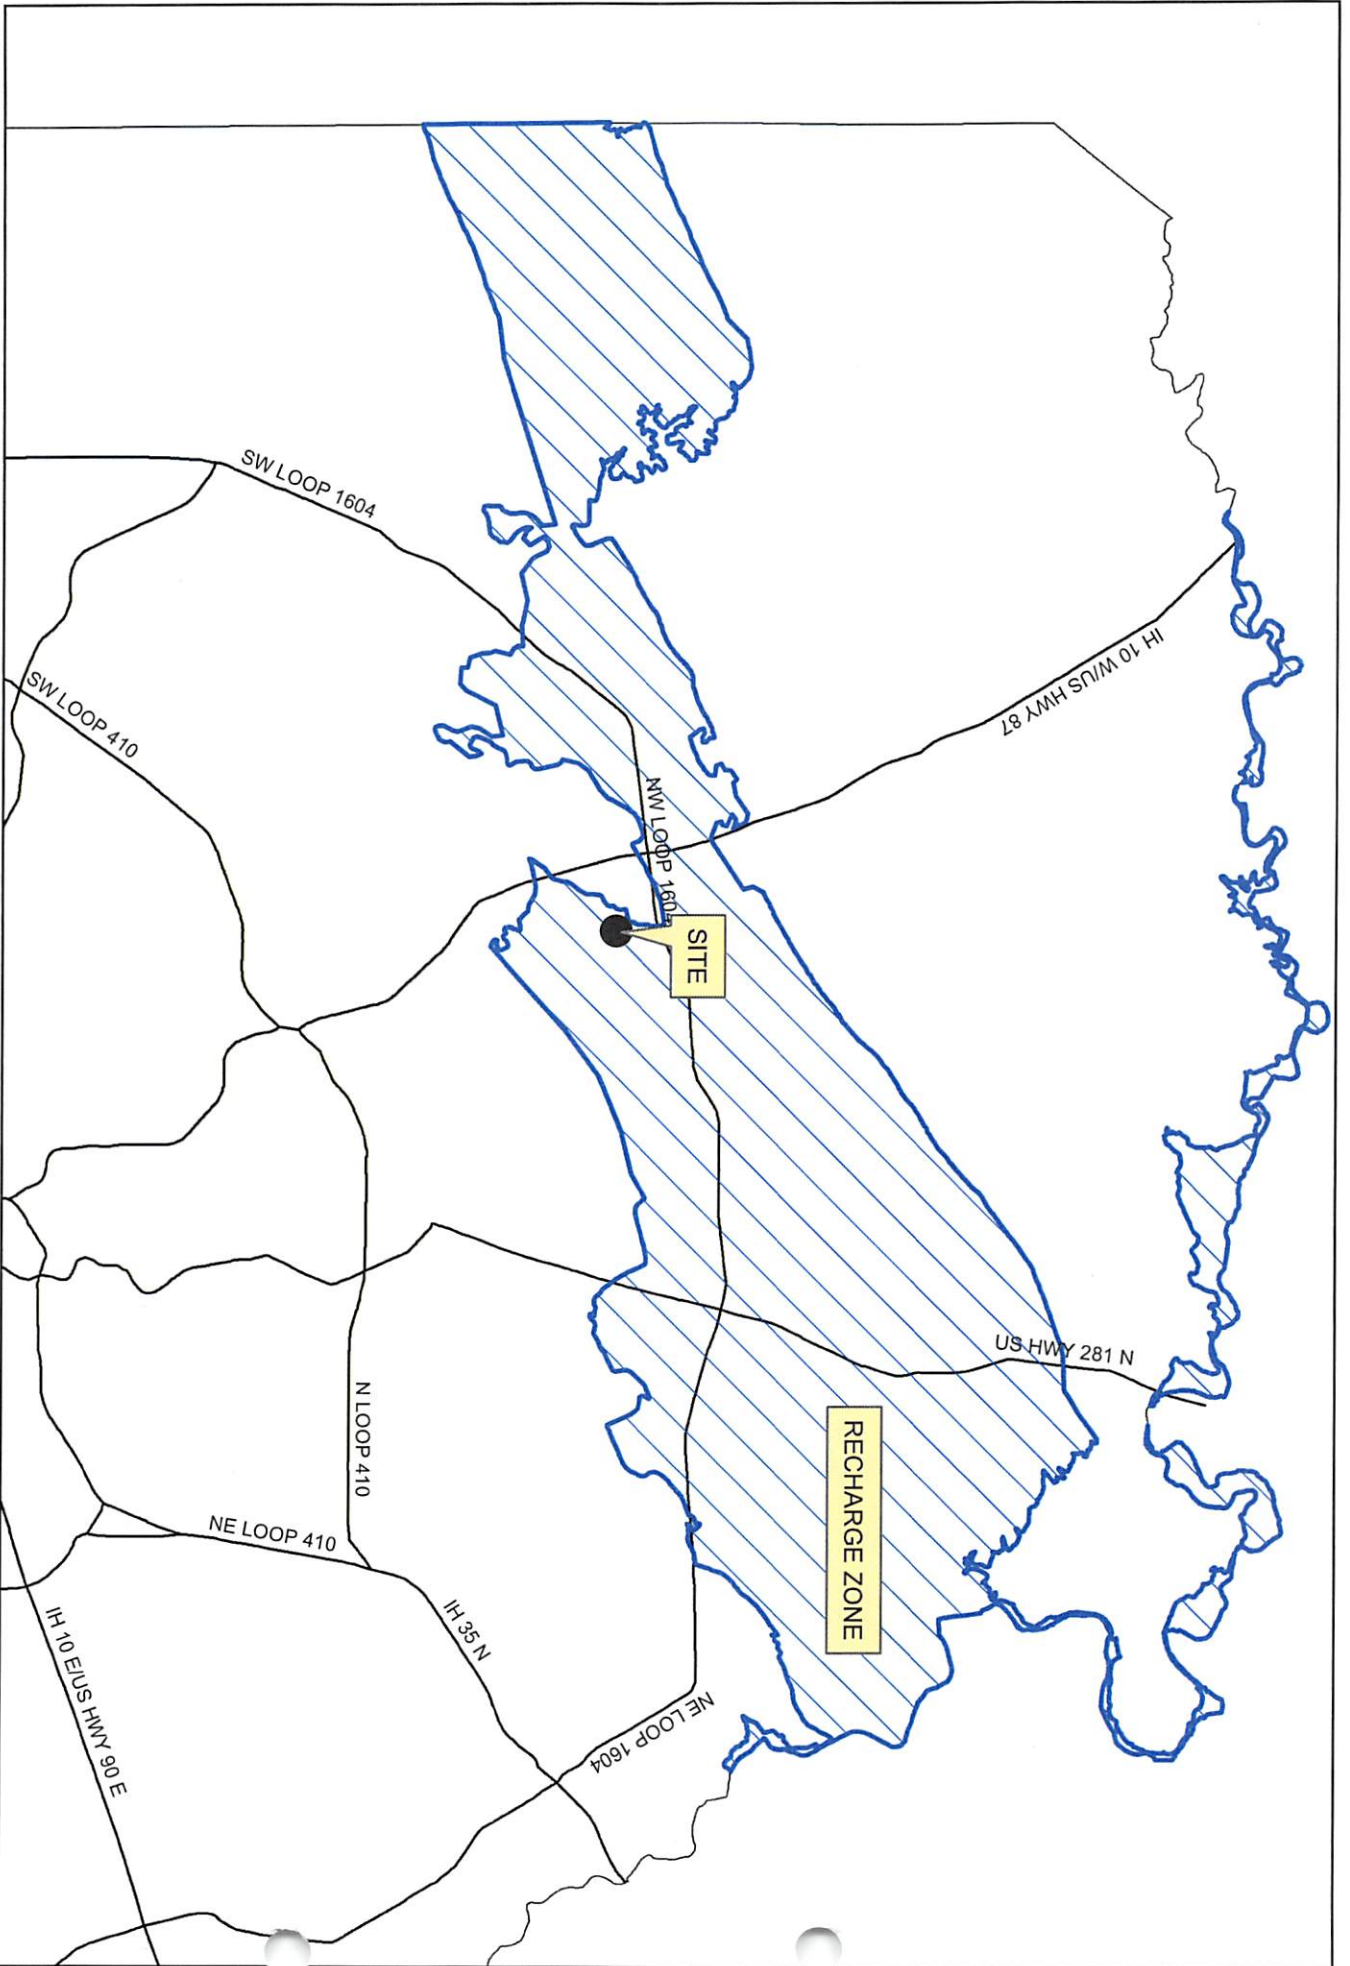 SW LOOP 1604
SW LOOP 410
IH 10 W/US HWY 87
NW LOOP 1604
SITE
US HWY 281 N
RECHARGE ZONE
N LOOP 410
NE LOOP 410
IH 35 N
IH 10 E/US HWY 90 E
NE LOOP 1604